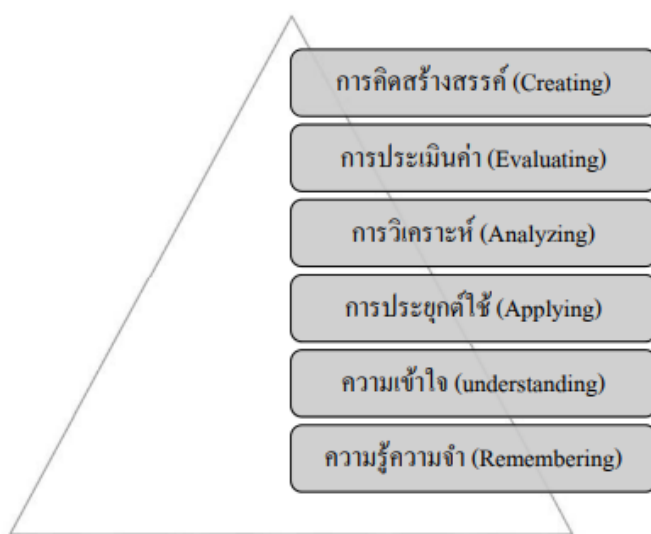 การคิดสร้างสรรค์ (Creating)
การประเมินค่า (Evaluating)
การวิเคราะห์ (Analyzing)
การประยุกต์ใช้ (Applying)
ความเข้าใจ (understanding)
ความรู้ความจำ (Remembering)